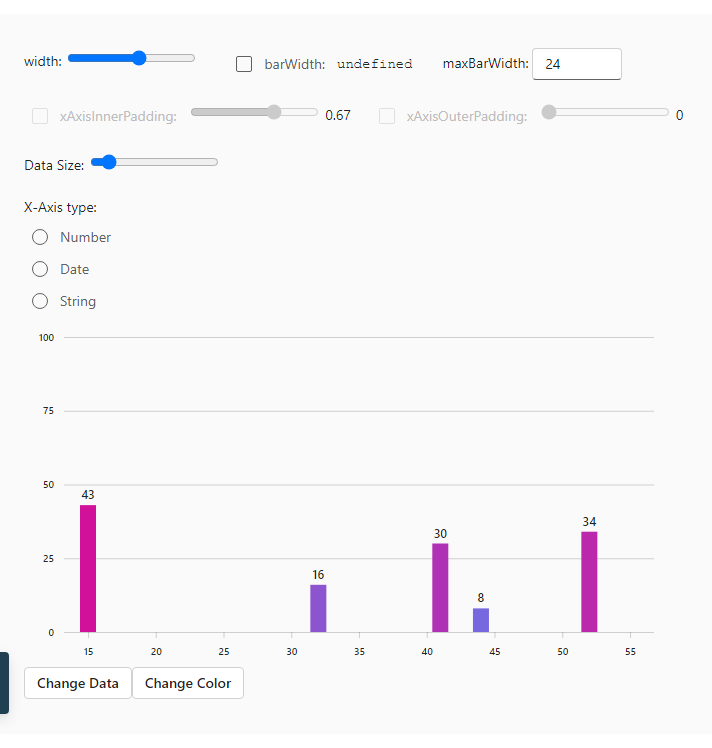 width: barWidth: undefined maxBarWidth: 24
xAxisInnerPadding: 0.67 xAxisOuterPadding: 0
Data Size:
X-Axis type:
Number
Date
String
100
75
50
25
0
43
16
30
8
34
15 20 25 30 35 40 45 50 55
Change Data Change Color